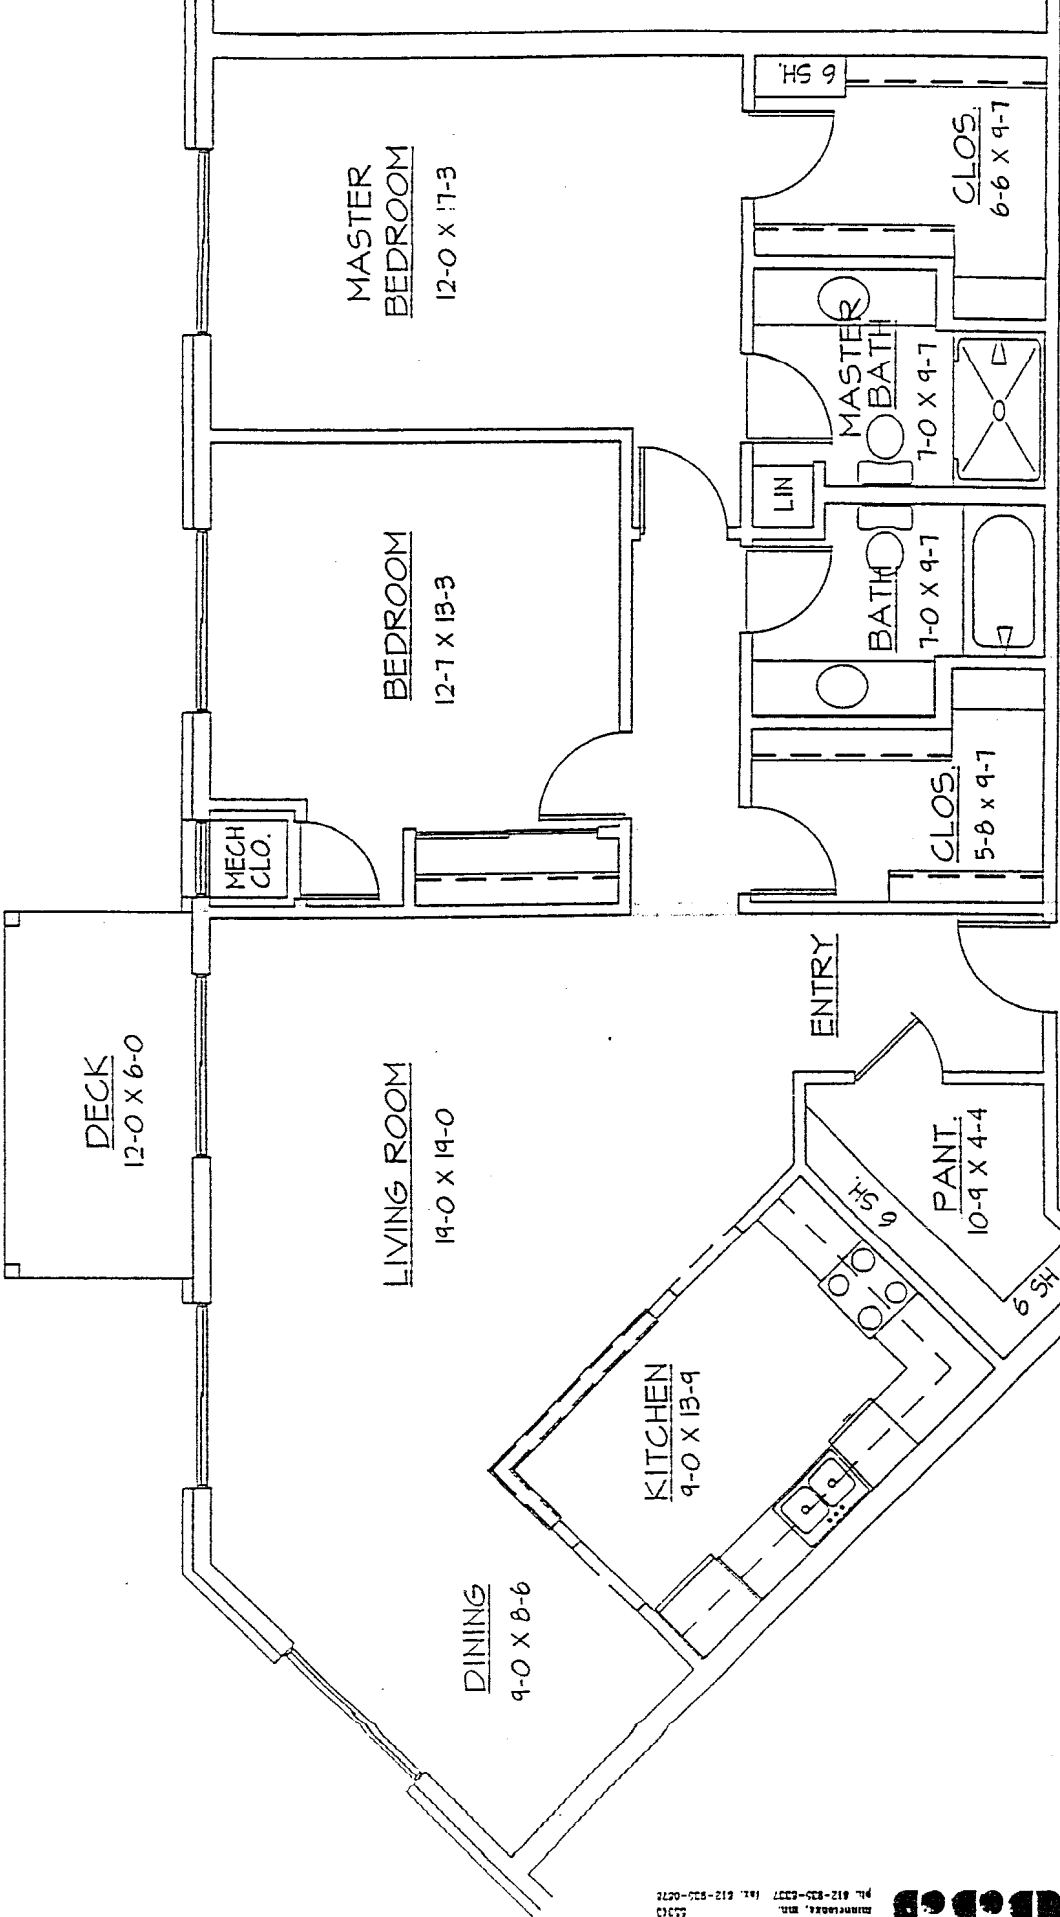 DECK
12-0 X 6-0
MECH
CLO.
MASTER
BEDROOM
12-0 X 17-3
BEDROOM
12-7 X 13-3
LIVING ROOM
19-0 X 19-0
DINING
9-0 X 8-6
KITCHEN
9-0 X 13-9
ENTRY
PANT.
10-9 X 4-4
6 SH.
6 SH
CLOS.
5-8 X 9-7
BATH
7-0 X 9-7
LIN
MASTER
BATH
7-0 X 9-7
CLOS.
6-6 X 9-7
6 SH.